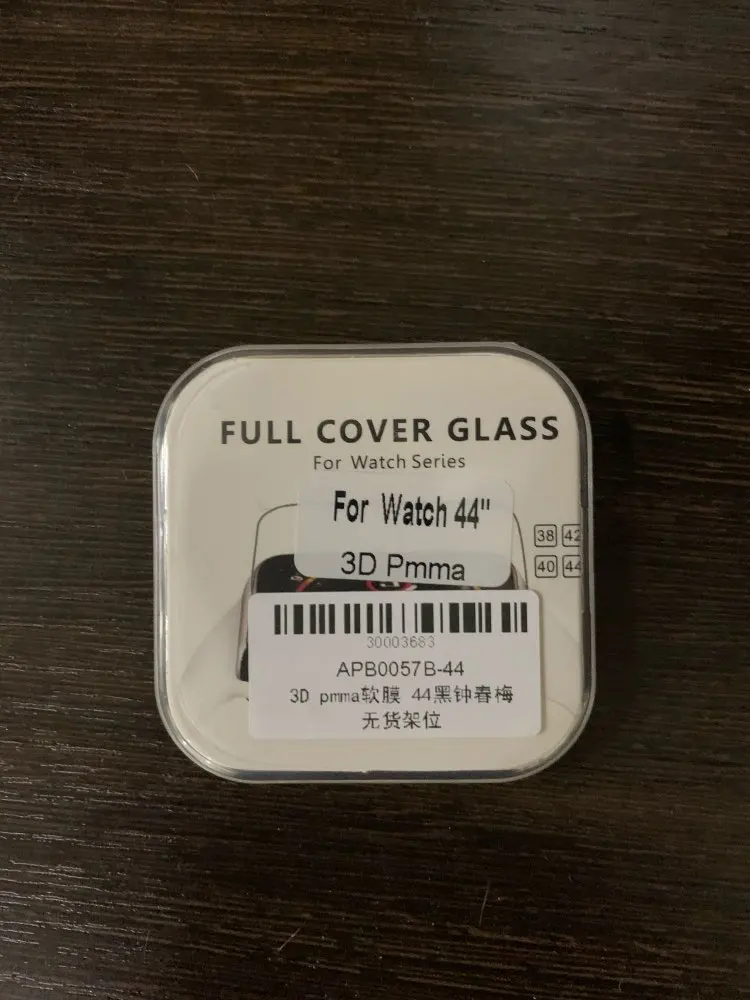 FULL COVER GLASS
For Watch Series
For Watch 44"
3D Pmma
38 42
40 44
30003683
APB0057B-44
3D pmma软膜 44黑钟春梅
无货架位